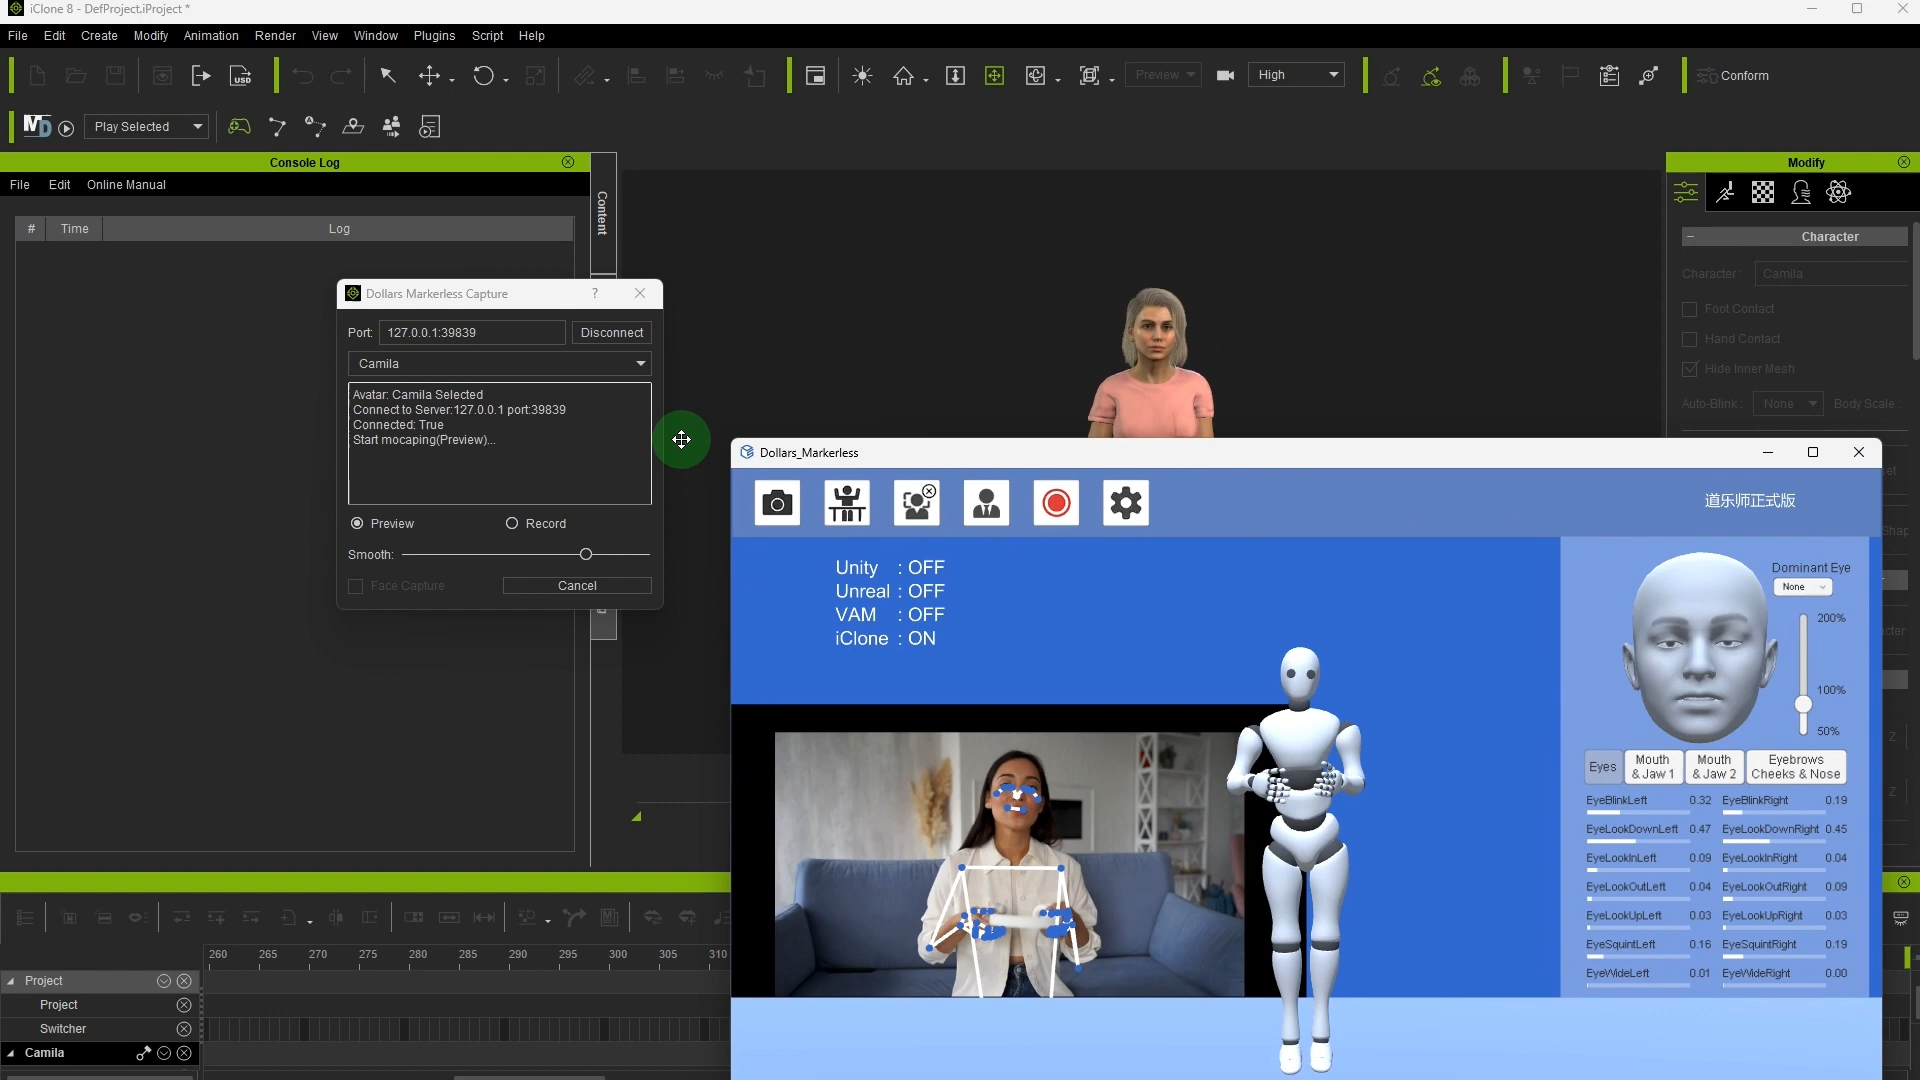 iClone 8 - DefProject.iProject *
File Edit Create Modify Animation Render View Window Plugins Script Help
USD
Preview
High
Conform
MD
Play Selected
Console Log
File Edit Online Manual
# Time Log
Content
Dollars Markerless Capture
?
Port: 127.0.0.1:39839 Disconnect
Camila
Avatar: Camila Selected
Connect to Server:127.0.0.1 port:39839
Connected: True
Start mocaping(Preview)...
Preview Record
Smooth:
Face Capture Cancel
Modify
Character
Character : Camila
Foot Contact
Hand Contact
Hide Inner Mesh
Auto-Blink : None Body Scale :
Dollars_Markerless
道乐师正式版
Unity : OFF
Unreal : OFF
VAM : OFF
iClone : ON
Dominant Eye
None
200%
100%
50%
Eyes
Mouth & Jaw 1
Mouth & Jaw 2
Eyebrows Cheeks & Nose
EyeBlinkLeft 0.32 EyeBlinkRight 0.19
EyeLookDownLeft 0.47 EyeLookDownRight 0.45
EyeLookInLeft 0.09 EyeLookInRight 0.04
EyeLookOutLeft 0.04 EyeLookOutRight 0.09
EyeLookUpLeft 0.03 EyeLookUpRight 0.03
EyeSquintLeft 0.16 EyeSquintRight 0.19
EyeWideLeft 0.01 EyeWideRight 0.00
Z
Z
260 265 270 275 280 285 290 295 300 305 310
Project
Project
Switcher
Camila